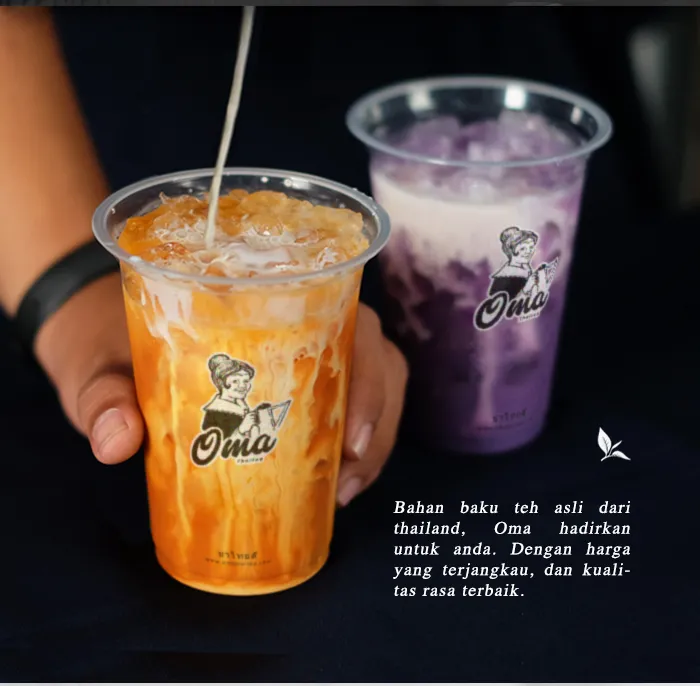 Oma
Oma
Bahan baku teh asli dari
thailand, Oma hadirkan
untuk anda. Dengan harga
yang terjangkau, dan kuali-
tas rasa terbaik.